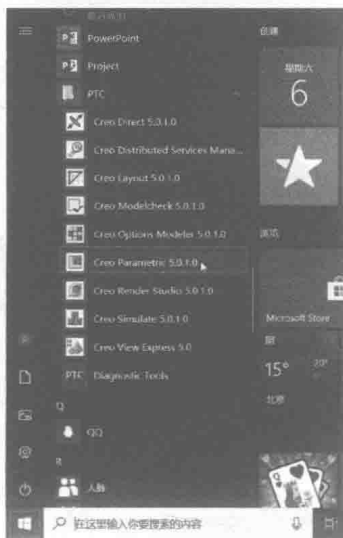 PowerPoint
Project
PTC
Creo Direct 5.0.1.0
Creo Distributed Services Mana...
Creo Layout 5.0.1.0
Creo Modelcheck 5.0.1.0
Creo Options Modeler 5.0.1.0
Creo Parametric 5.0.1.0
Creo Render Studio 5.0.1.0
Creo Simulate 5.0.1.0
Creo View Express 5.0
PTC Diagnostic Tools
Q
QQ
R
人脉
在这里输入你要搜索的内容
创建
星期六
6
Microsoft Store
15°
20°
北京